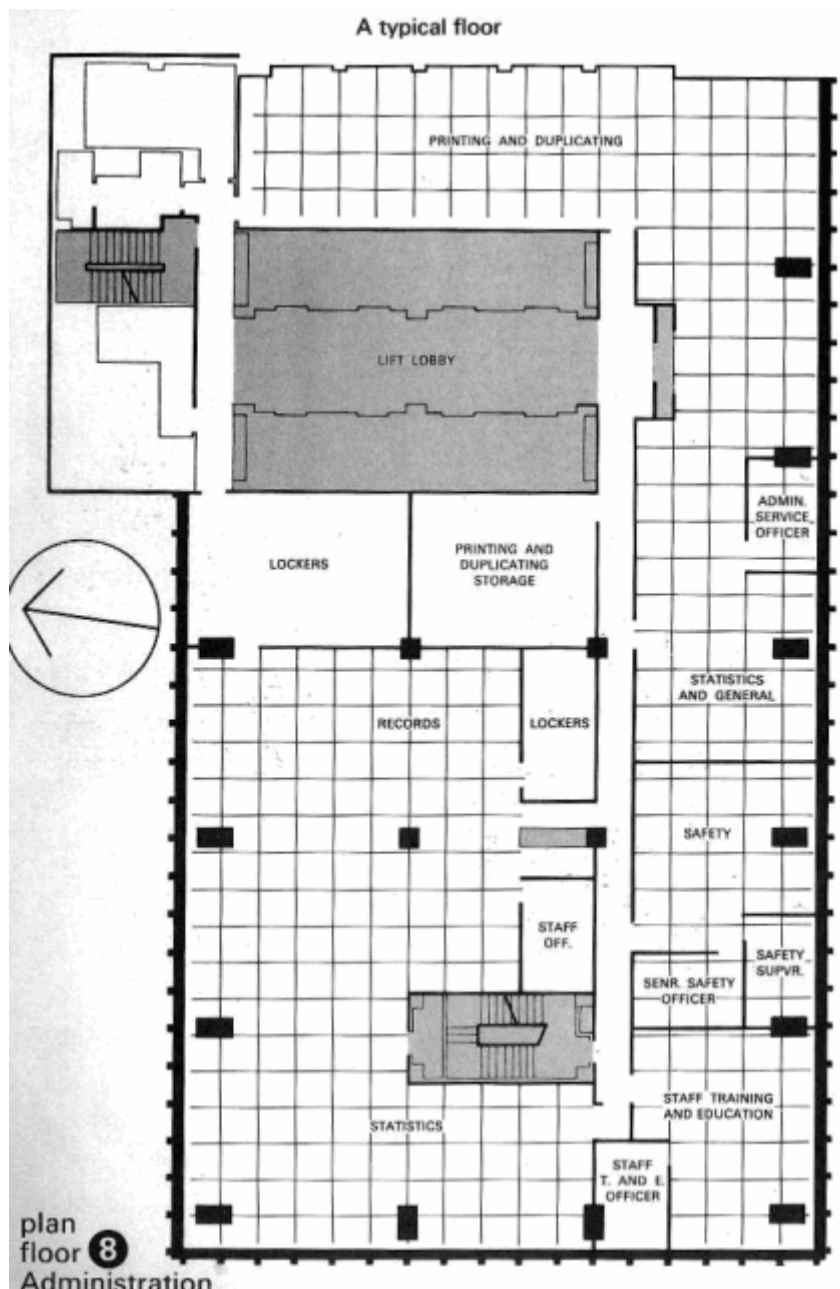 A typical floor
PRINTING AND DUPLICATING
LIFT LOBBY
ADMIN.
SERVICE
OFFICER
LOCKERS
PRINTING AND
DUPLICATING
STORAGE
STATISTICS
AND GENERAL
RECORDS
LOCKERS
SAFETY
STAFF
OFF.
SAFETY
SUPVR.
SENR. SAFETY
OFFICER
STAFF TRAINING
AND EDUCATION
STATISTICS
STAFF
T. AND E.
OFFICER
plan
floor 8
Administration